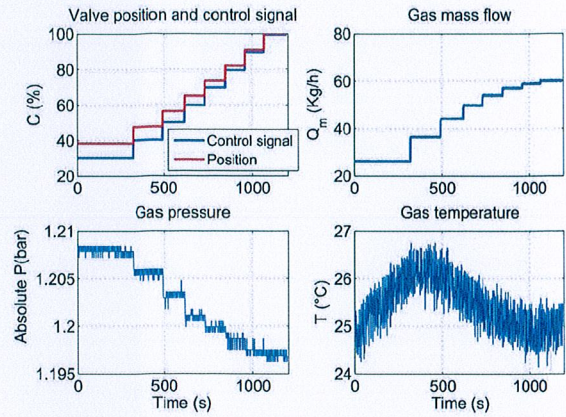 Valve position and control signal
C (%)
100
80
60
40
20
0
500
1000
Control signal
Position
Gas mass flow
Qm (Kg/h)
80
60
40
20
0
500
1000
Gas pressure
Absolute P(bar)
1.21
1.205
1.2
1.195
0
500
1000
Time (s)
Gas temperature
T (°C)
27
26
25
24
0
500
1000
Time (s)